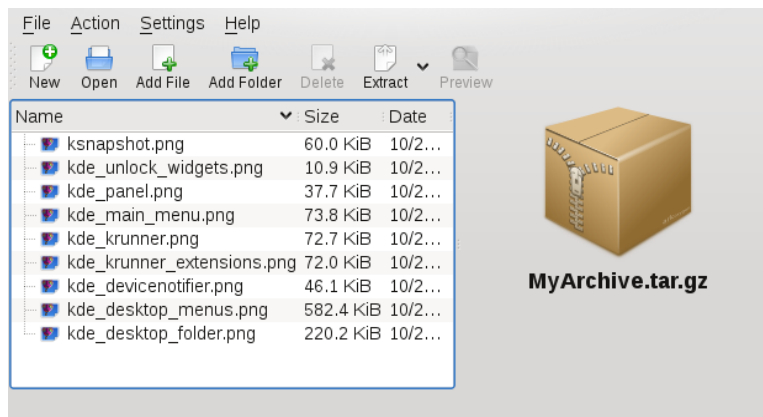 File Action Settings Help
New Open Add File Add Folder Delete Extract Preview
Name Size Date
ksnapshot.png 60.0 KiB 10/2...
kde_unlock_widgets.png 10.9 KiB 10/2...
kde_panel.png 37.7 KiB 10/2...
kde_main_menu.png 73.8 KiB 10/2...
kde_krunner.png 72.7 KiB 10/2...
kde_krunner_extensions.png 72.0 KiB 10/2...
kde_devicenotifier.png 46.1 KiB 10/2...
kde_desktop_menus.png 582.4 KiB 10/2...
kde_desktop_folder.png 220.2 KiB 10/2...
MyArchive.tar.gz